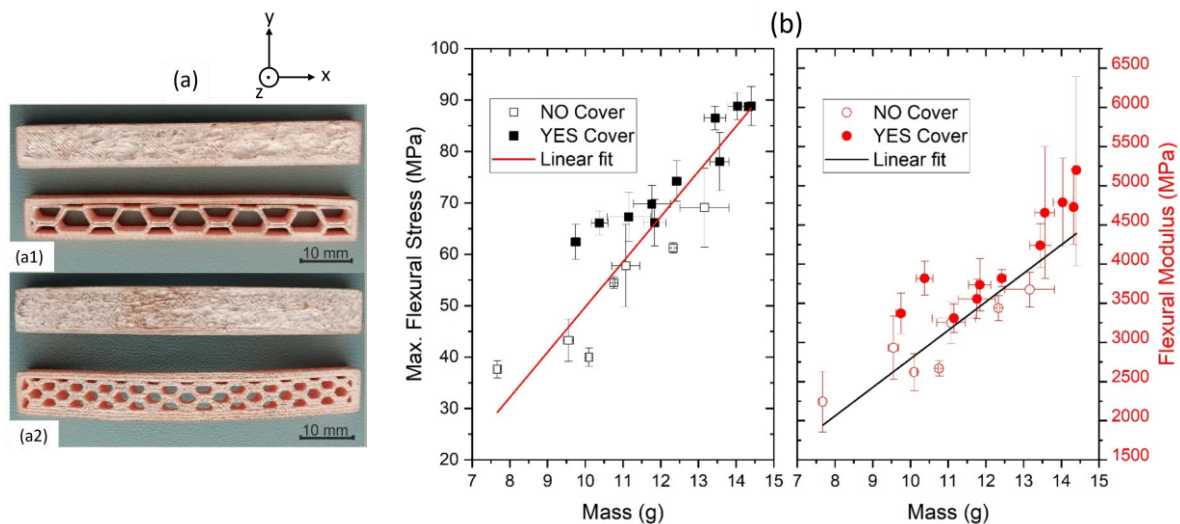 (a)
y
x
z
(a1)
10 mm
(a2)
10 mm
(b)
Max. Flexural Stress (MPa)
100
90
80
70
60
50
40
30
20
NO Cover
YES Cover
Linear fit
7 8 9 10 11 12 13 14 15
Mass (g)
NO Cover
YES Cover
Linear fit
7 8 9 10 11 12 13 14 15
Mass (g)
6500
6000
5500
5000
4500
4000
3500
3000
2500
2000
1500
Flexural Modulus (MPa)